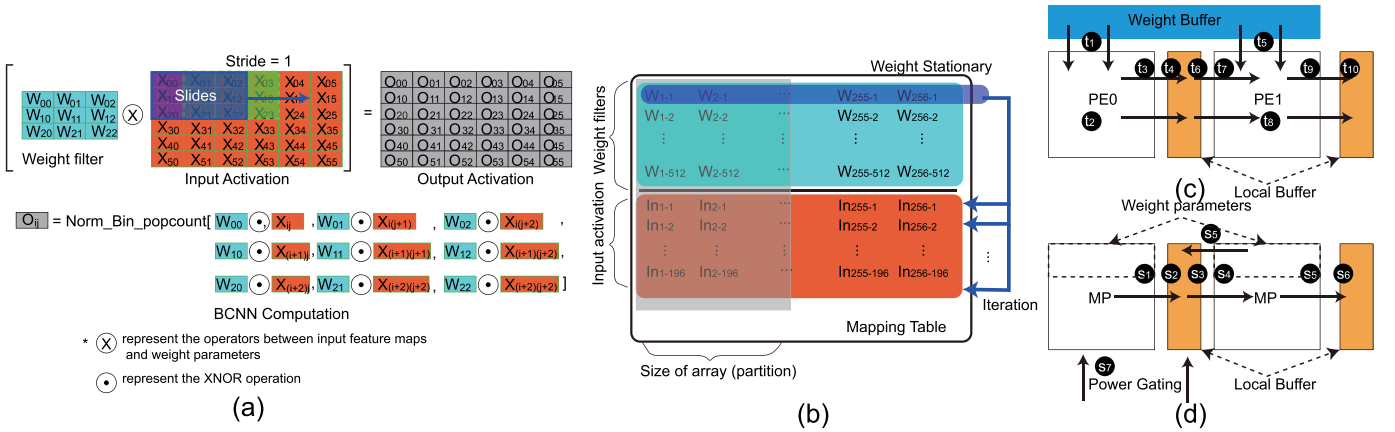 Stride = 1
W00 W01 W02
W10 W11 W12
W20 W21 W22
Weight filter
X
X00 X01 X02 X03 X04 X05
Slides
X12 X15
X23 X24 X25
X30 X31 X32 X33 X34 X35
X40 X41 X42 X43 X44 X45
X50 X51 X52 X53 X54 X55
Input Activation
=
O00 O01 O02 O03 O04 O05
O10 O11 O12 O13 O14 O15
O20 O21 O22 O23 O24 O25
O30 O31 O32 O33 O34 O35
O40 O41 O42 O43 O44 O45
O50 O51 O52 O53 O54 O55
Output Activation
Oij = Norm_Bin_popcount[ W00 , Xij , W01 Xi(j+1) , W02 Xi(j+2) ,
W10 X(i+1)j , W11 X(i+1)(j+1) , W12 X(i+1)(j+2) ,
W20 X(i+2)j , W21 X(i+2)(j+1) , W22 X(i+2)(j+2) ]
BCNN Computation
* X represent the operators between input feature maps
and weight parameters
represent the XNOR operation
(a)
Weight Stationary
Weight filters
W1-1 W2-1 ... W255-1 W256-1
W1-2 W2-2 W255-2 W256-2
⋮ ⋮ ... ⋮ ⋮
W1-512 W2-512 W255-512 W256-512
Input activation
In1-1 In2-1 ... In255-1 In256-1
In1-2 In2-2 ... In255-2 In256-2
⋮ ⋮ ⋮ ⋮ ⋮
In1-196 In2-196 ... In255-196 In256-196
Iteration
Mapping Table
Size of array (partition)
(b)
Weight Buffer
t1 t5
t3 t4 t6 t7 t9 t10
PE0 PE1
t2 t8
(c) Local Buffer
Weight parameters
S5
S1 S2 S3 S4 S5 S6
MP MP
S7
Power Gating Local Buffer
(d)